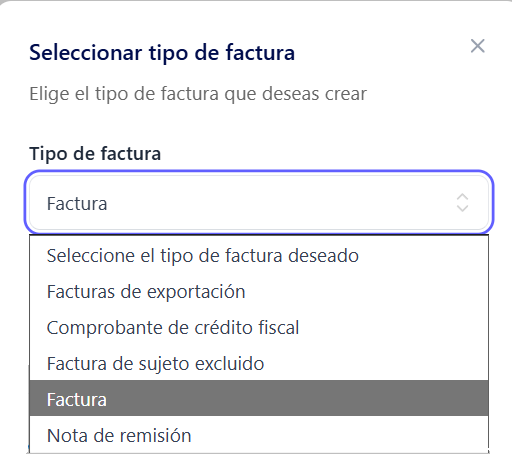 Seleccionar tipo de factura
Elige el tipo de factura que deseas crear
Tipo de factura
Factura
Seleccione el tipo de factura deseado
Facturas de exportación
Comprobante de crédito fiscal
Factura de sujeto excluido
Factura
Nota de remisión